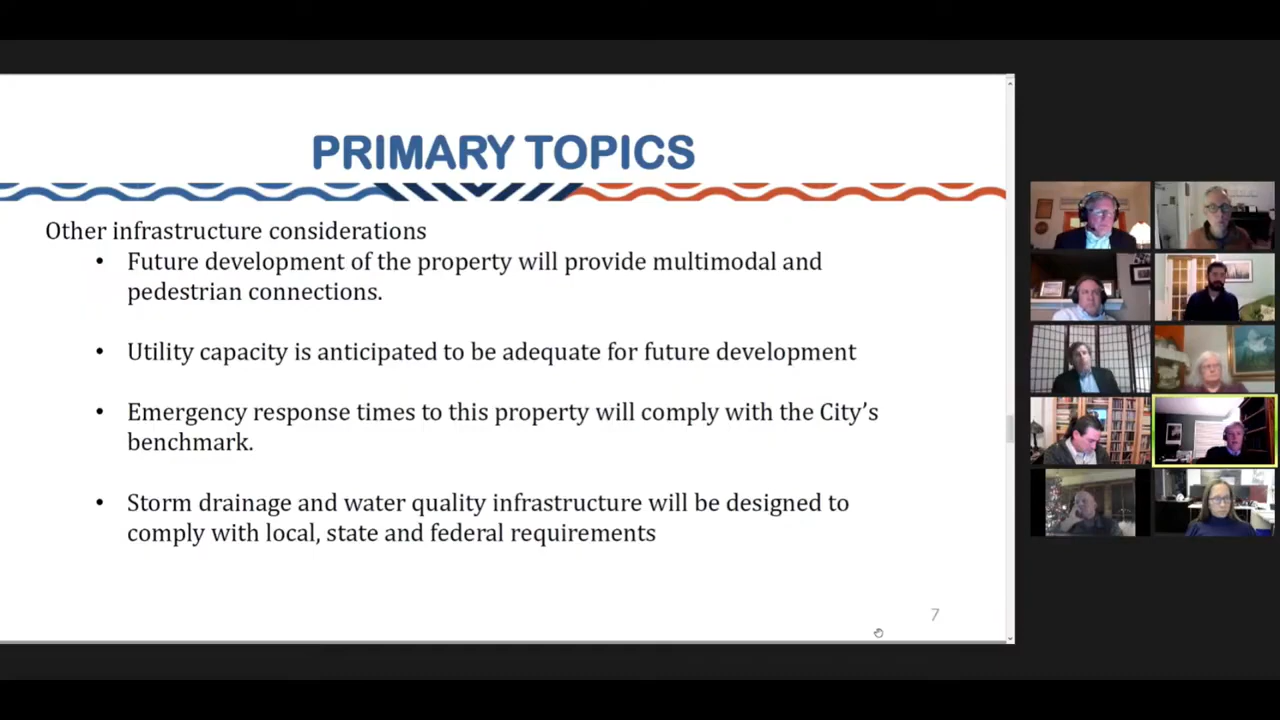 PRIMARY TOPICS
Other infrastructure considerations
• Future development of the property will provide multimodal and
pedestrian connections.
• Utility capacity is anticipated to be adequate for future development
• Emergency response times to this property will comply with the City’s
benchmark.
• Storm drainage and water quality infrastructure will be designed to
comply with local, state and federal requirements
7